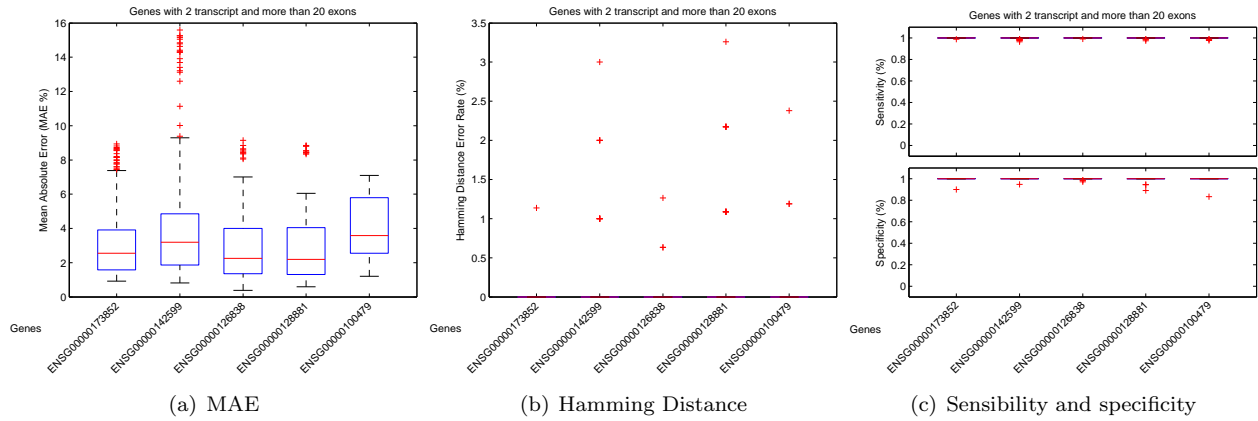 Genes with 2 transcript and more than 20 exons
16
14
12
10
8
6
4
2
0
Mean Absolute Error (MAE %)
Genes
ENSG00000173852
ENSG00000142599
ENSG00000126838
ENSG00000128881
ENSG00000100479
(a) MAE
Genes with 2 transcript and more than 20 exons
3.5
3
2.5
2
1.5
1
0.5
0
Hamming Distance Error Rate (%)
Genes
ENSG00000173852
ENSG00000142599
ENSG00000126838
ENSG00000128881
ENSG00000100479
(b) Hamming Distance
Genes with 2 transcript and more than 20 exons
1
0.8
0.6
0.4
0.2
0
Sensitivity (%)
1
0.8
0.6
0.4
0.2
0
Specificity (%)
Genes
ENSG00000173852
ENSG00000142599
ENSG00000126838
ENSG00000128881
ENSG00000100479
(c) Sensibility and specificity